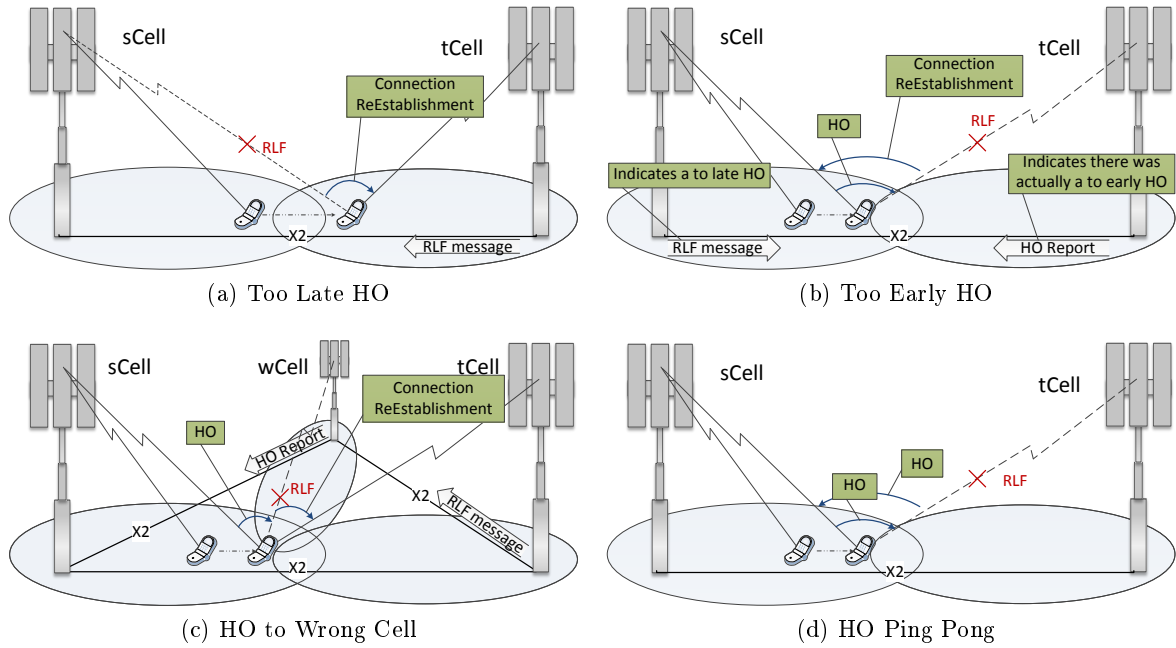 sCell
tCell
Connection
ReEstablishment
RLF
X2
RLF message
(a) Too Late HO
sCell
tCell
Connection
ReEstablishment
HO
RLF
Indicates a to late HO
Indicates there was
actually a to early HO
X2
RLF message
HO Report
(b) Too Early HO
sCell
wCell
tCell
Connection
ReEstablishment
HO
HO Report
RLF
X2
RLF message
X2
X2
(c) HO to Wrong Cell
sCell
tCell
HO
HO
RLF
X2
(d) HO Ping Pong